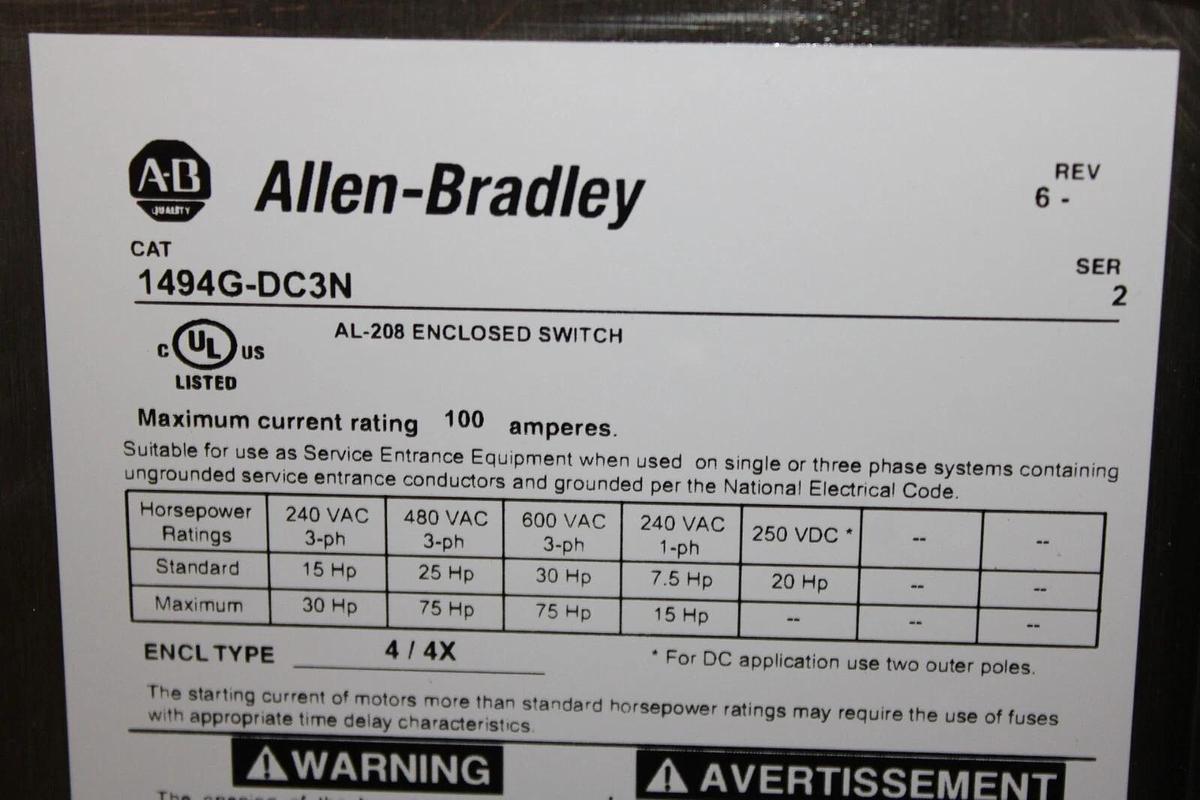 A-B
QUALITY
Allen-Bradley
REV
6 -
CAT
1494G-DC3N
SER
2
C UL US
LISTED
AL-208 ENCLOSED SWITCH
Maximum current rating 100 amperes.
Suitable for use as Service Entrance Equipment when used on single or three phase systems containing
ungrounded service entrance conductors and grounded per the National Electrical Code.
Horsepower Ratings 240 VAC 3-ph 480 VAC 3-ph 600 VAC 3-ph 240 VAC 1-ph 250 VDC * -- --
Standard 15 Hp 25 Hp 30 Hp 7.5 Hp 20 Hp -- --
Maximum 30 Hp 75 Hp 75 Hp 15 Hp -- -- --
ENCL TYPE 4 / 4X
* For DC application use two outer poles.
The starting current of motors more than standard horsepower ratings may require the use of fuses
with appropriate time delay characteristics.
WARNING
AVERTISSEMENT